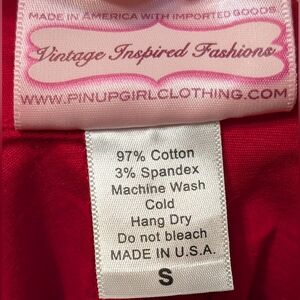 MADE IN AMERICA WITH IMPORTED GOODS
Vintage Inspired Fashions
WWW.PINUPGIRLCLOTHING.COM
97% Cotton
3% Spandex
Machine Wash
Cold
Hang Dry
Do not bleach
MADE IN U.S.A.
S